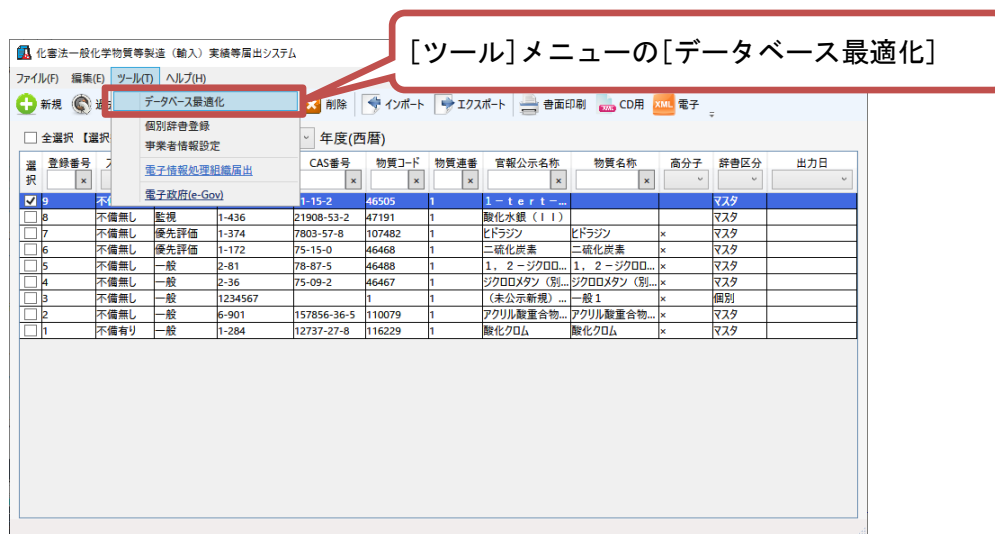 [ツール]メニューの[データベース最適化]
化審法一般化学物質等製造（輸入）実績等届出システム
ファイル(F) 編集(E) ツール(T) ヘルプ(H)
新規 削除 インポート エクスポート 書面印刷 CD用 電子
データベース最適化
個別辞書登録
事業者情報設定
電子情報処理組織届出
電子政府(e-Gov)
全選択 【選択 年度(西暦)
選択 登録番号 CAS番号 物質コード 物質連番 官報公示名称 物質名称 高分子 辞書区分 出力日
9 1-15-2 46505 1 １－ｔｅｒｔ－... マスタ
8 不備無し 監視 1-436 21908-53-2 47191 1 酸化水銀（ＩＩ） マスタ
7 不備無し 優先評価 1-374 7803-57-8 107482 1 ヒドラジン ヒドラジン × マスタ
6 不備無し 優先評価 1-172 75-15-0 46468 1 二硫化炭素 二硫化炭素 × マスタ
5 不備無し 一般 2-81 78-87-5 46488 1 １，２－ジクロロ... １，２－ジクロロ... × マスタ
4 不備無し 一般 2-36 75-09-2 46467 1 ジクロロメタン（別... ジクロロメタン（別... × マスタ
3 不備無し 一般 1234567 1 1 （未公示新規）... 一般１ × 個別
2 不備無し 一般 6-901 157856-36-5 110079 1 アクリル酸重合物... アクリル酸重合物... × マスタ
1 不備有り 一般 1-284 12737-27-8 116229 1 酸化クロム 酸化クロム × マスタ